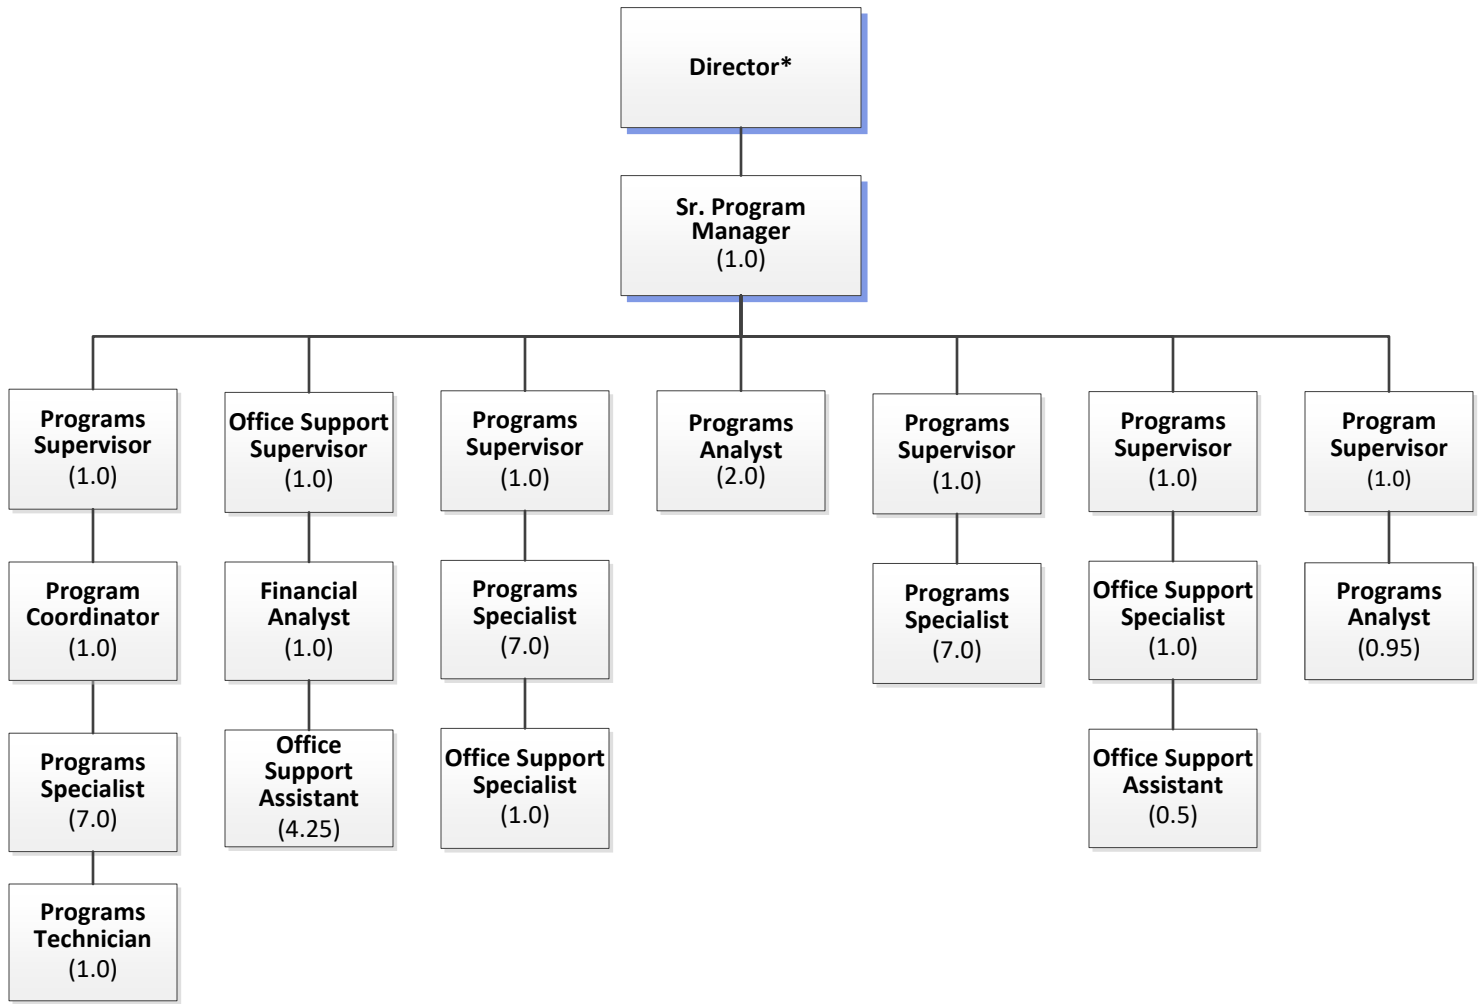 Director*
Sr. Program
Manager
(1.0)
Programs
Supervisor
(1.0)
Office Support
Supervisor
(1.0)
Programs
Supervisor
(1.0)
Programs
Analyst
(2.0)
Programs
Supervisor
(1.0)
Programs
Supervisor
(1.0)
Program
Supervisor
(1.0)
Program
Coordinator
(1.0)
Financial
Analyst
(1.0)
Programs
Specialist
(7.0)
Programs
Specialist
(7.0)
Office Support
Specialist
(1.0)
Programs
Analyst
(0.95)
Programs
Specialist
(7.0)
Office
Support
Assistant
(4.25)
Office Support
Specialist
(1.0)
Office Support
Assistant
(0.5)
Programs
Technician
(1.0)